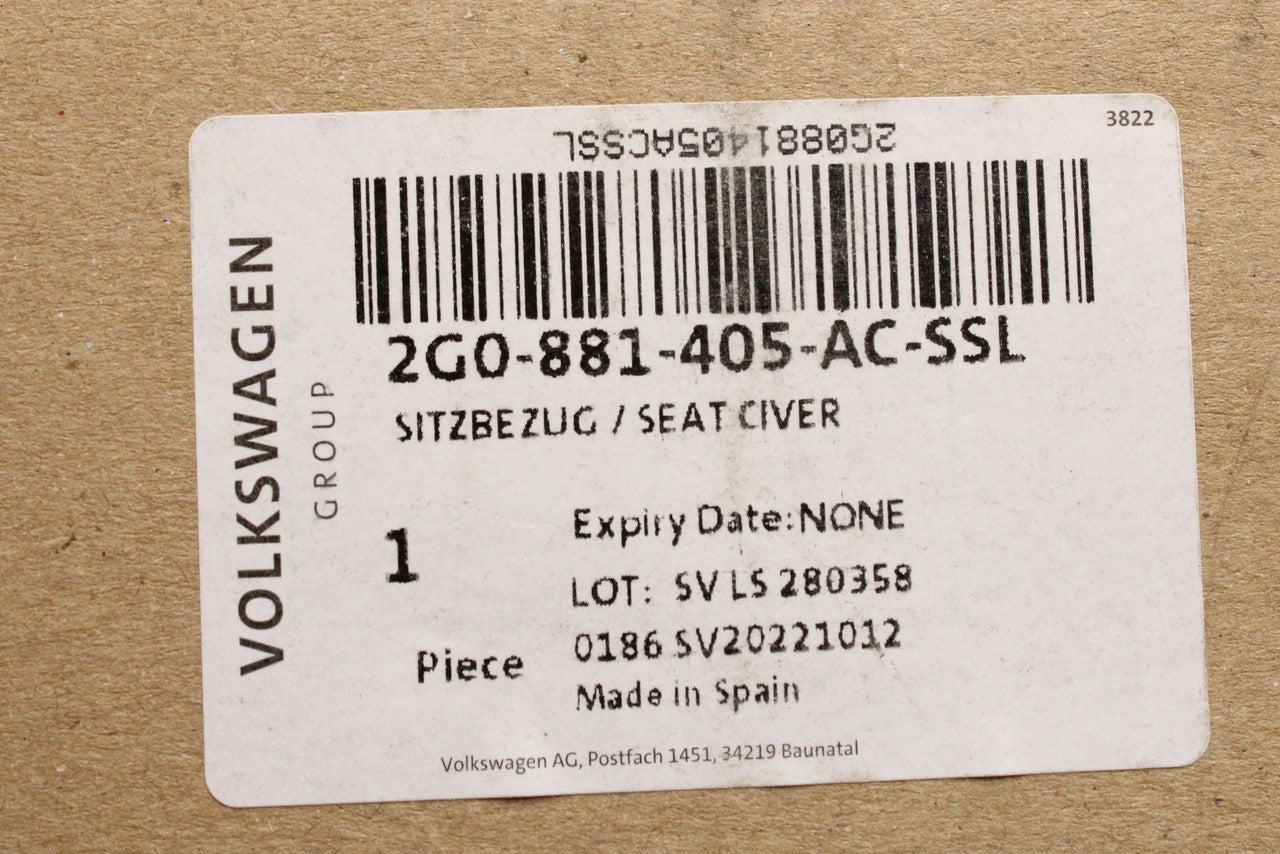 3822
2G0881405ACSSL
VOLKSWAGEN
GROUP
2G0-881-405-AC-SSL
SITZBEZUG / SEAT CIVER
1
Piece
Expiry Date:NONE
LOT: SV LS 280358
0186 SV20221012
Made in Spain
Volkswagen AG, Postfach 1451, 34219 Baunatal